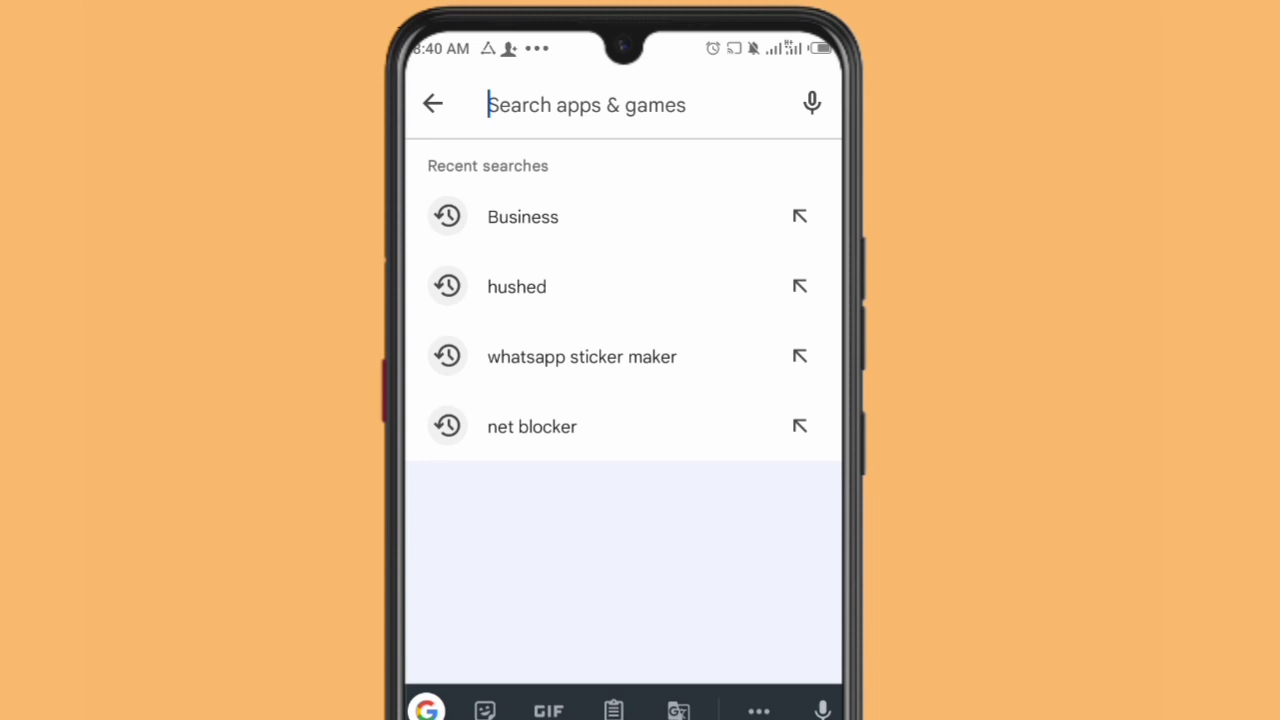 8:40 AM
Search apps & games
Recent searches
Business
hushed
whatsapp sticker maker
net blocker
GIF